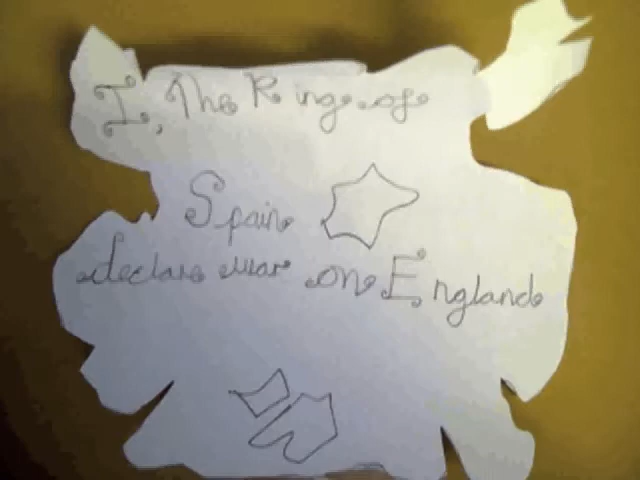 I, The King of
Spain
declare war on England